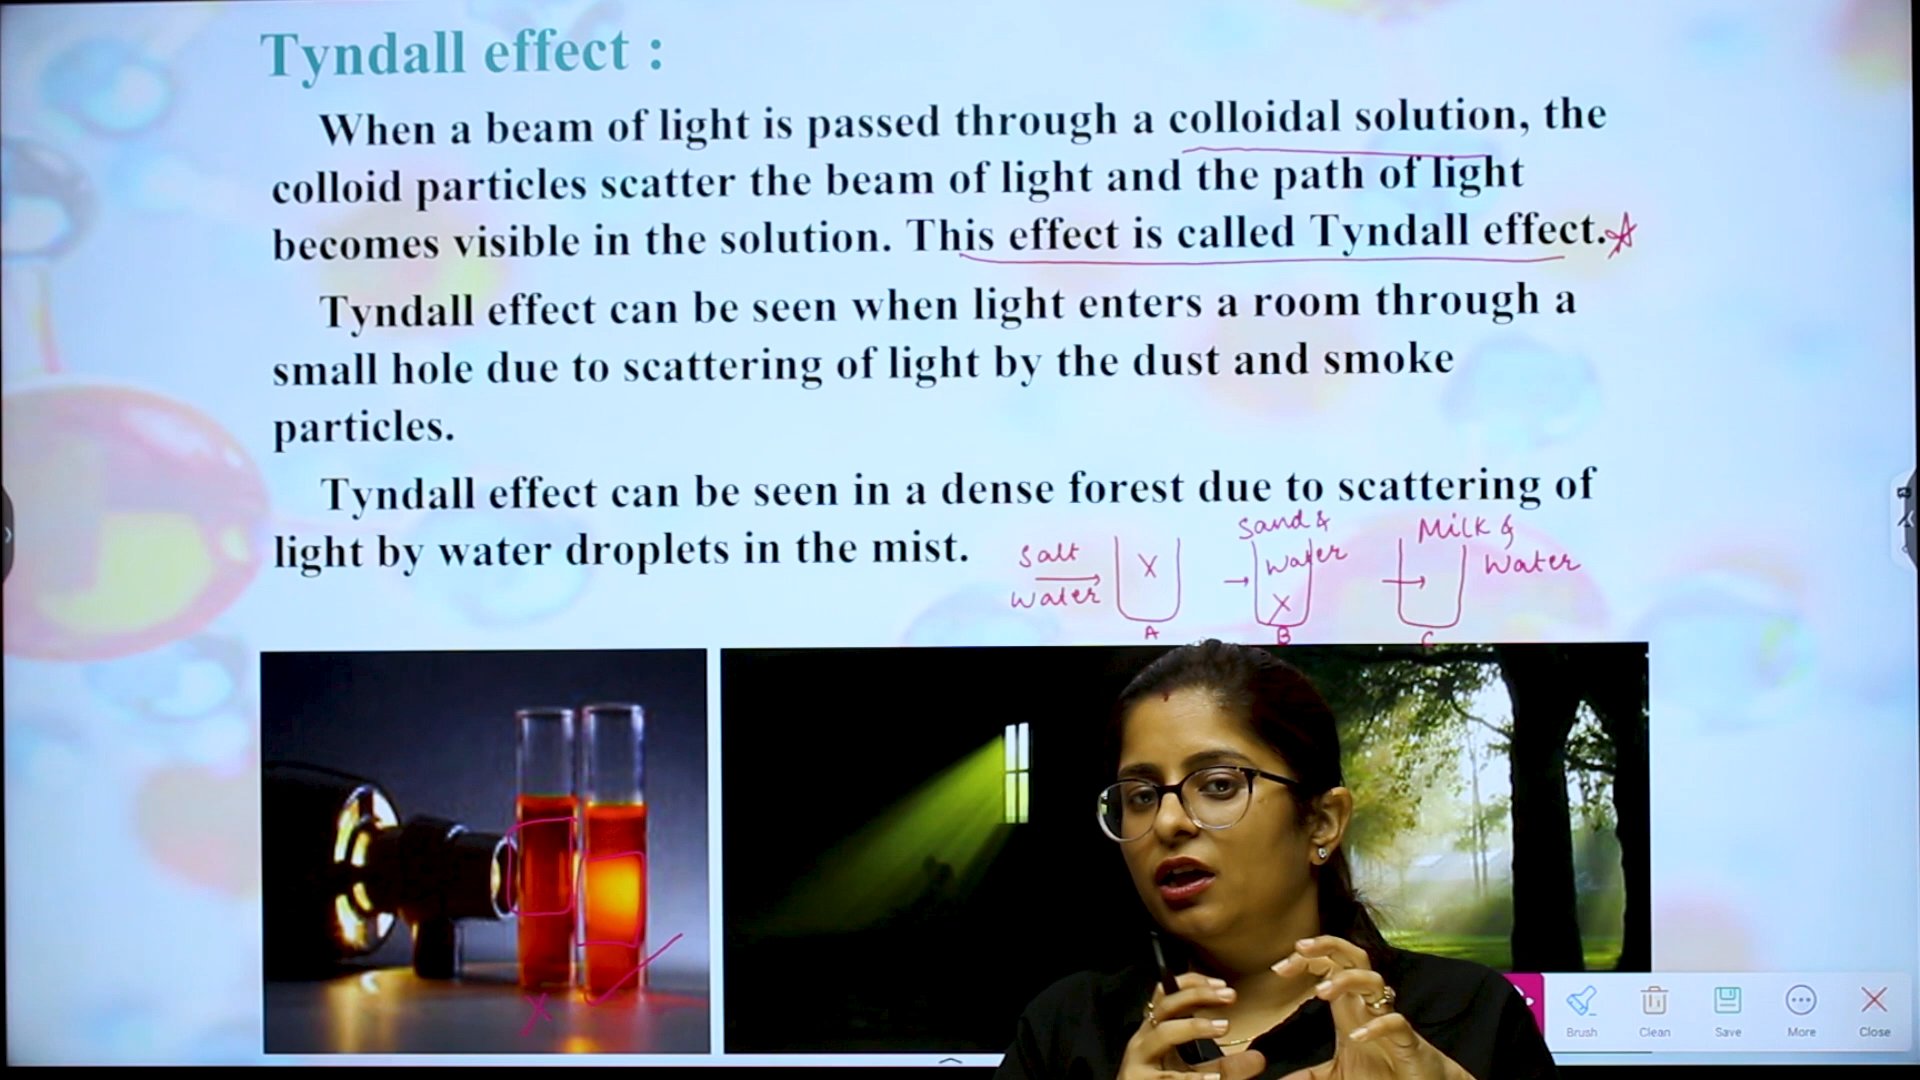 Tyndall effect :
When a beam of light is passed through a colloidal solution, the
colloid particles scatter the beam of light and the path of light
becomes visible in the solution. This effect is called Tyndall effect.
Tyndall effect can be seen when light enters a room through a
small hole due to scattering of light by the dust and smoke
particles.
Tyndall effect can be seen in a dense forest due to scattering of
light by water droplets in the mist.
Salt
water
X
A
Sand &
water
X
B
Milk &
water
C
X
Brush
Clean
Save
More
Close